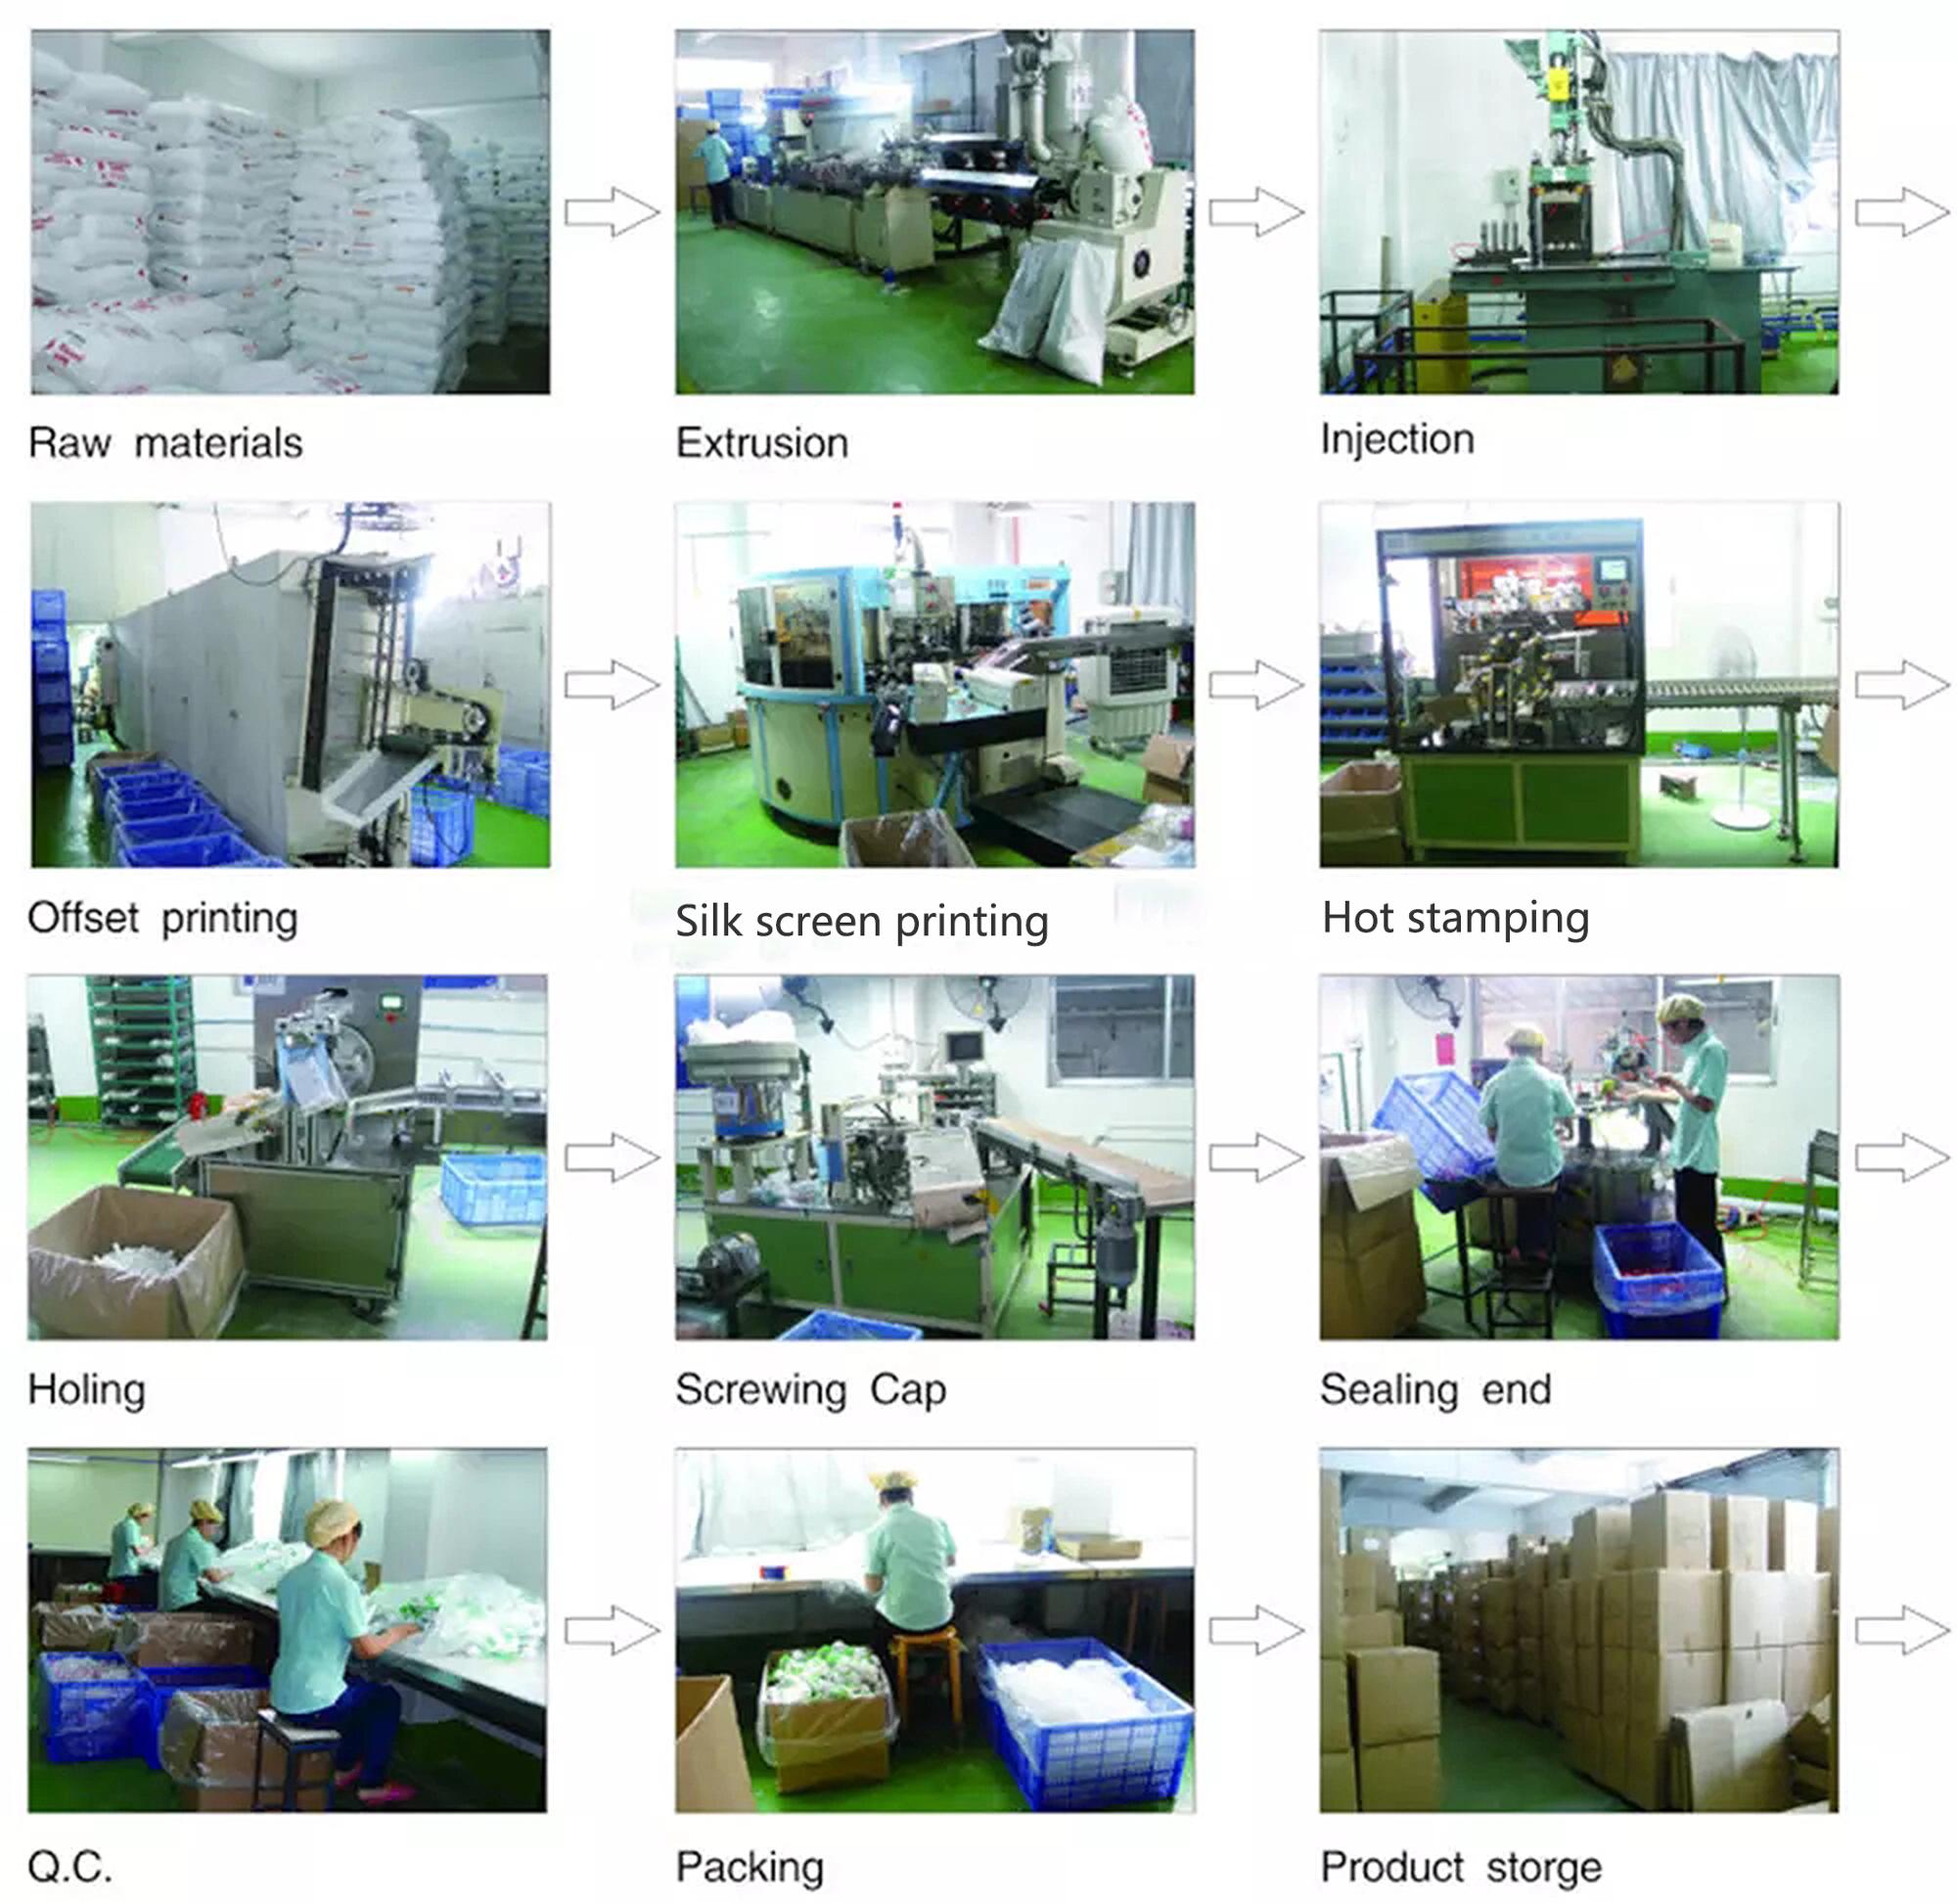 Raw materials
Extrusion
Injection
Offset printing
Silk screen printing
Hot stamping
Holing
Screwing Cap
Sealing end
Q.C.
Packing
Product storge